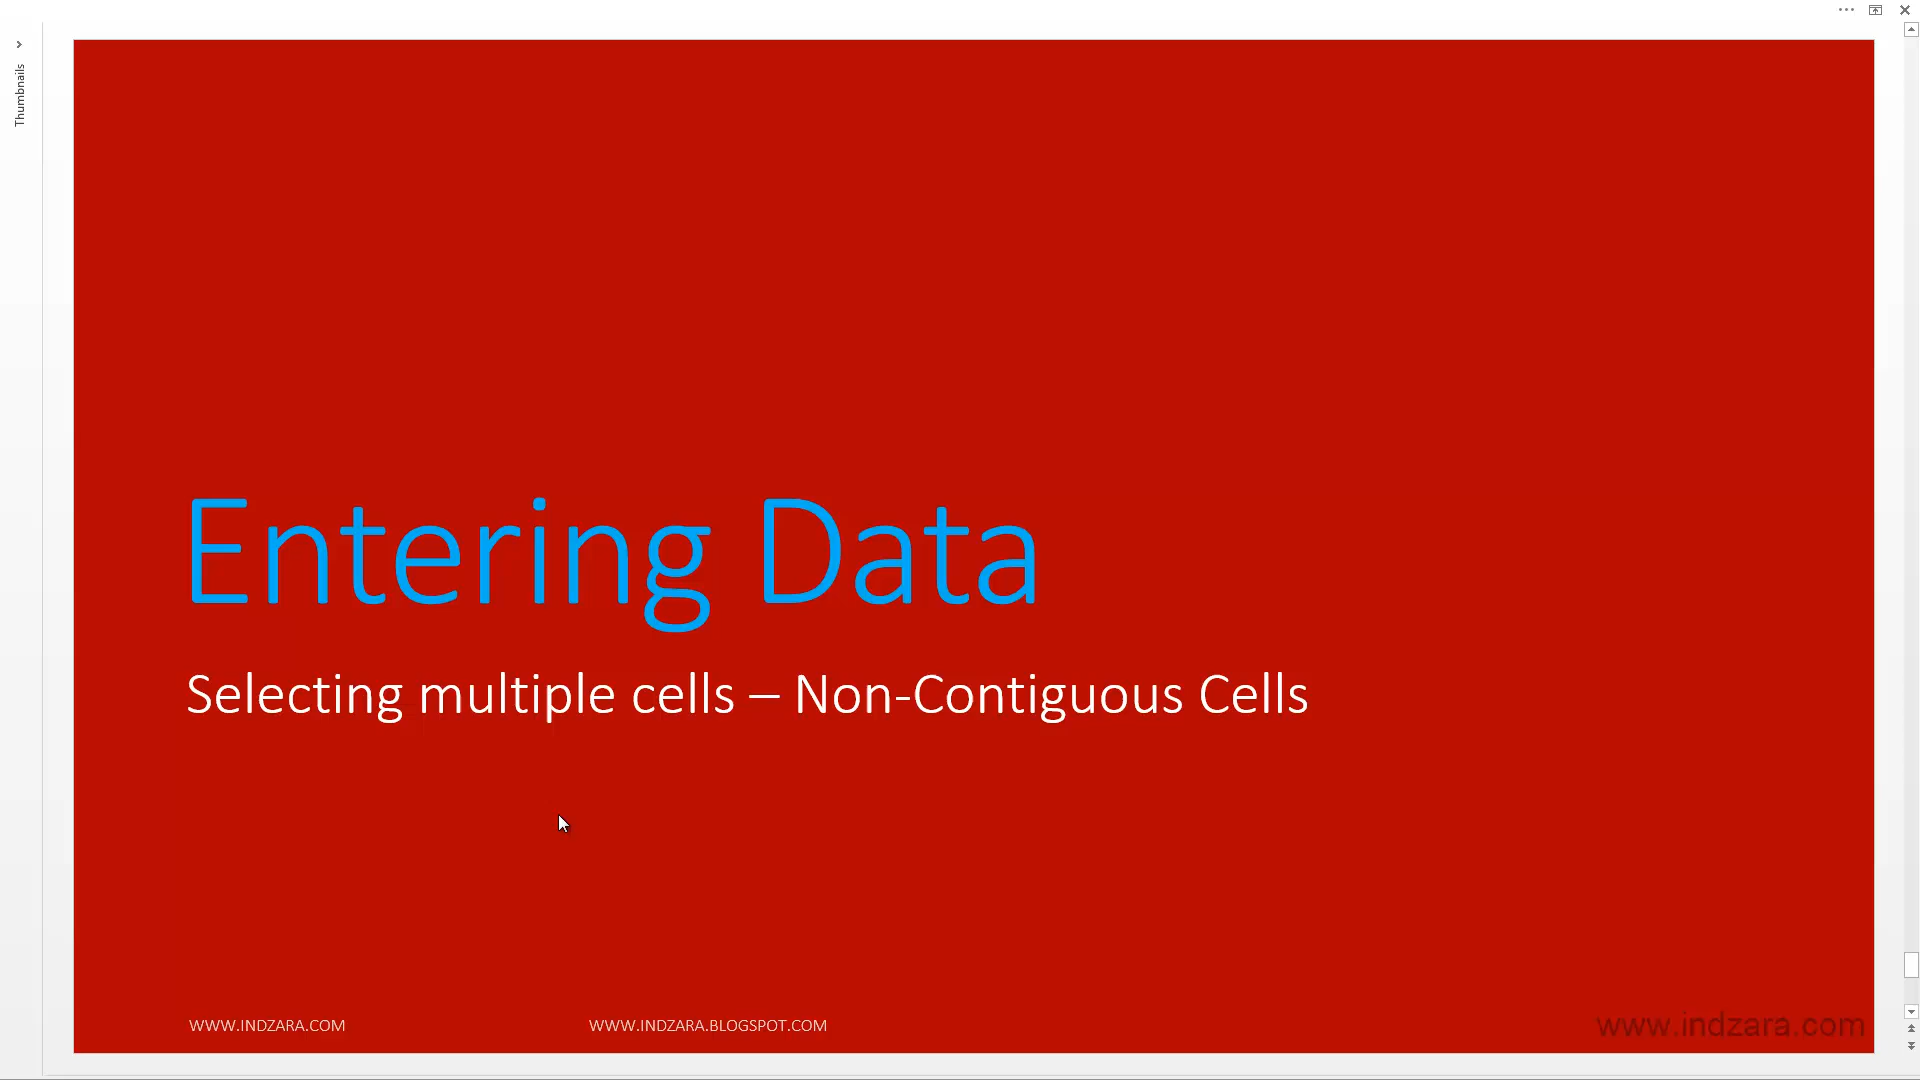 Thumbnails
Entering Data
Selecting multiple cells – Non-Contiguous Cells
WWW.INDZARA.COM
WWW.INDZARA.BLOGSPOT.COM
www.indzara.com